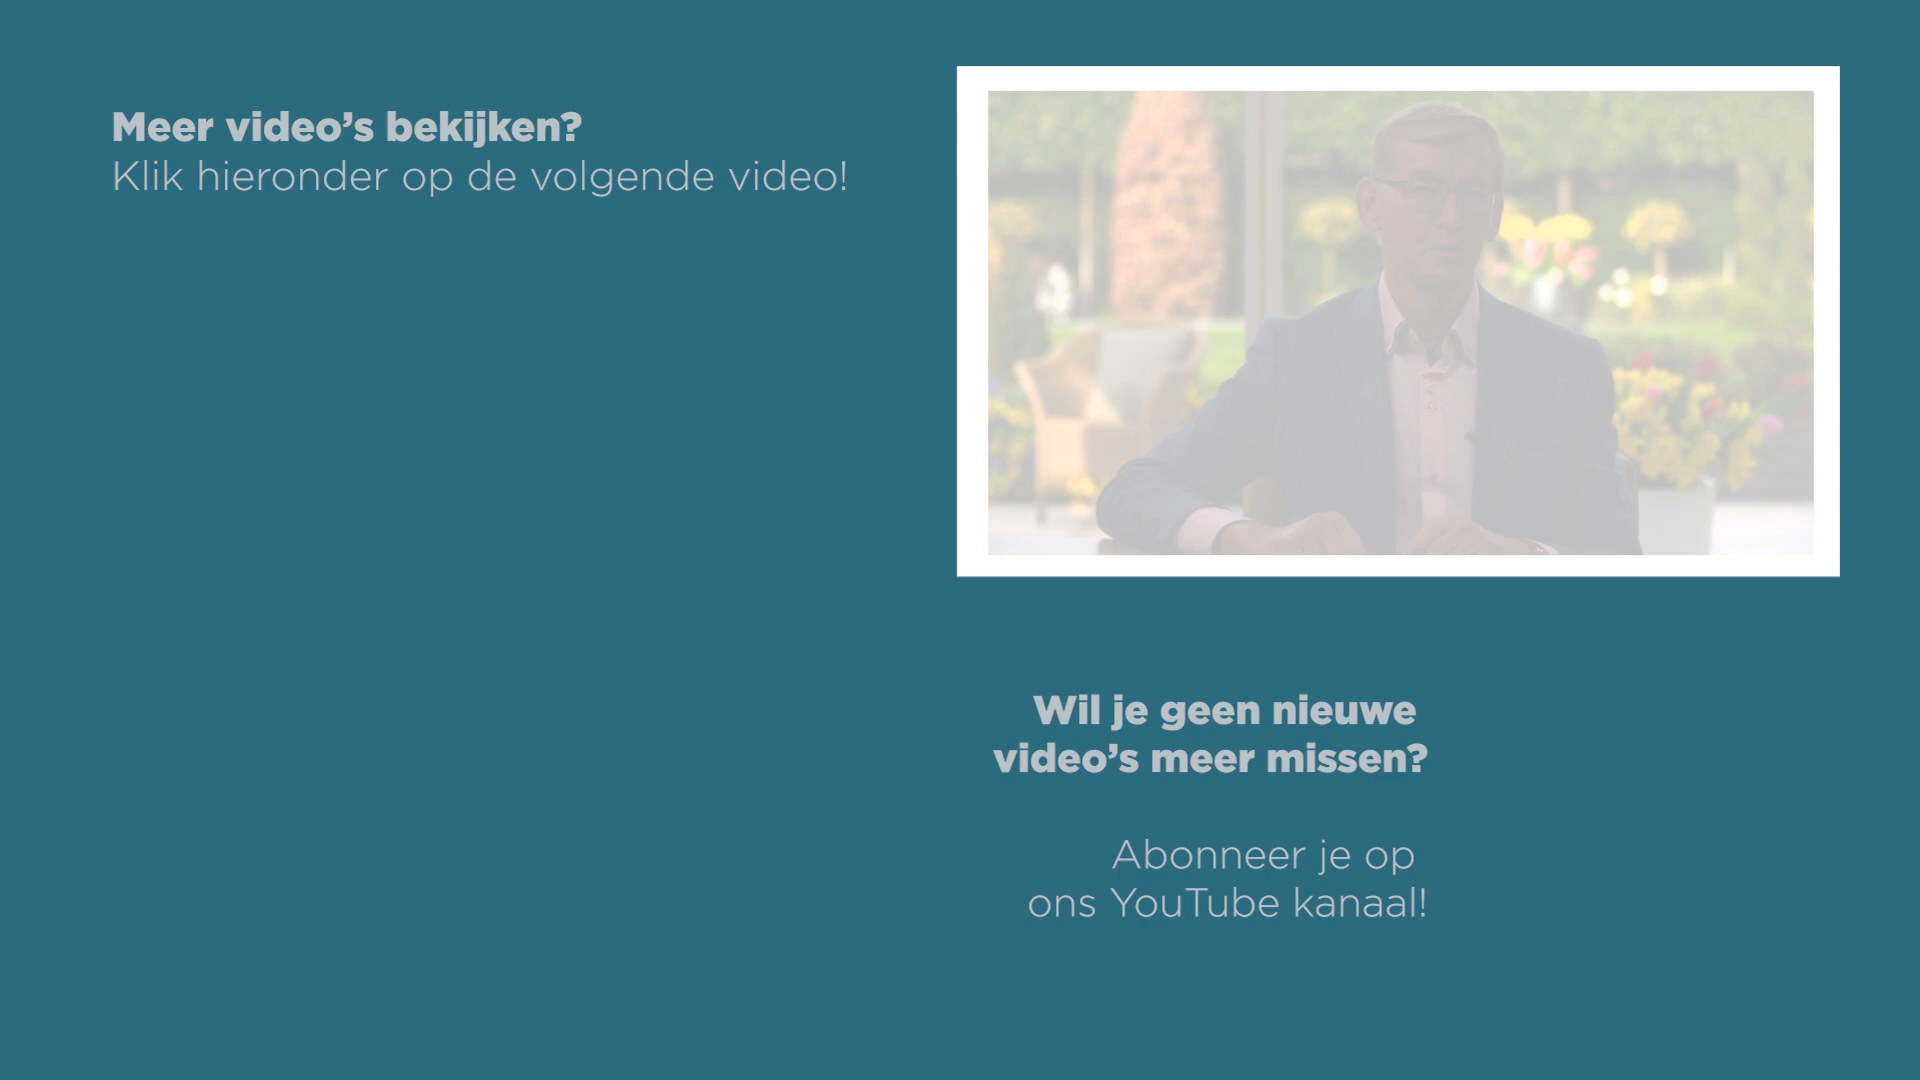 Meer video’s bekijken?
Klik hieronder op de volgende video!
Wil je geen nieuwe
video’s meer missen?
Abonneer je op
ons YouTube kanaal!